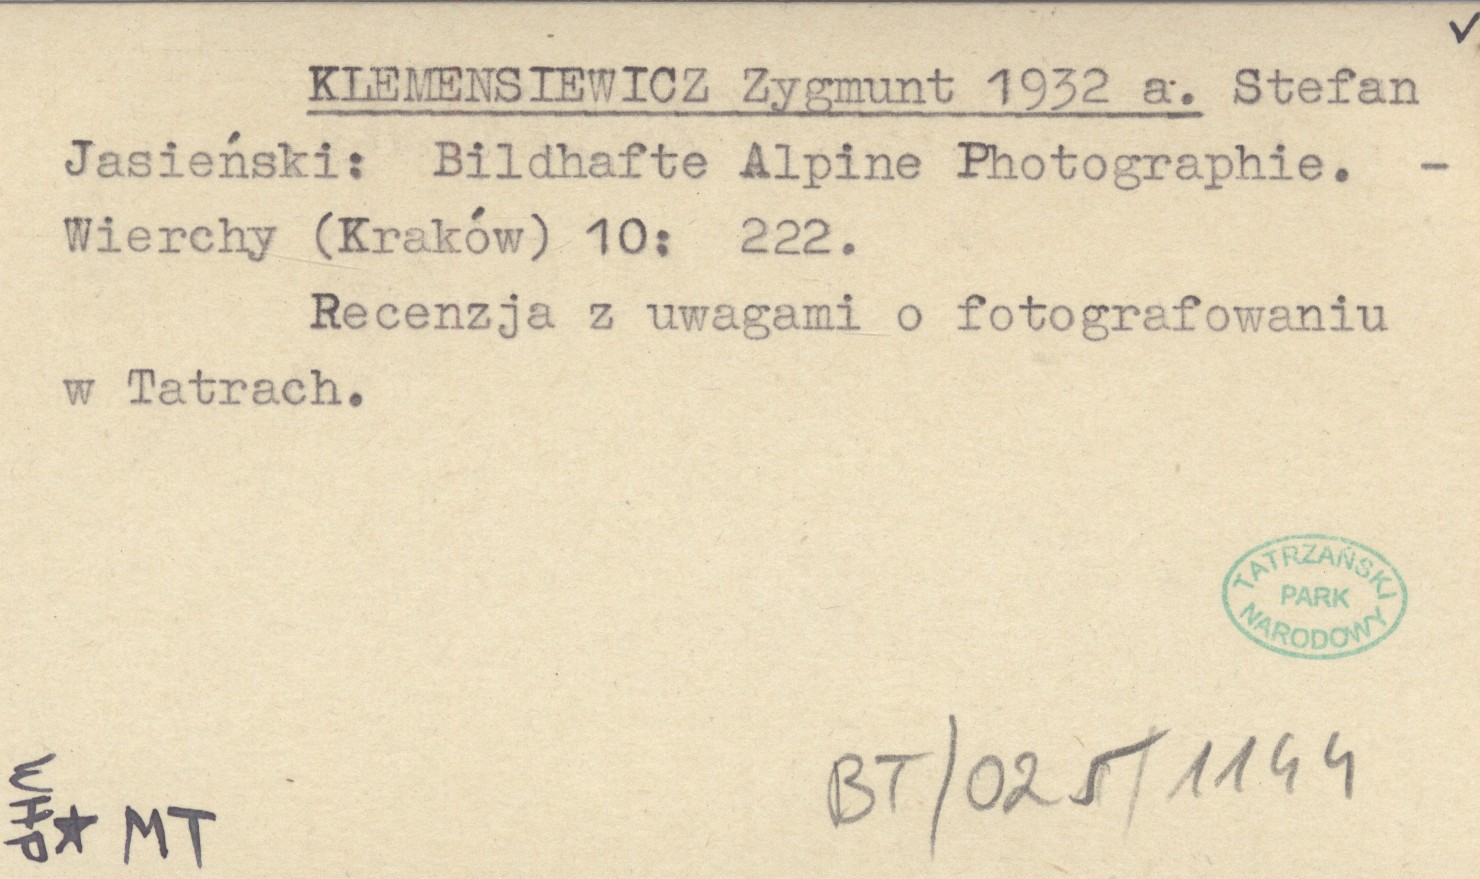 ✓
KLEMENSIEWICZ Zygmunt 1932 a. Stefan
Jasieński: Bildhafte Alpine Photographie. -
Wierchy (Kraków) 10: 222.
Recenzja z uwagami o fotografowaniu
w Tatrach.
TATRZAŃSKI
PARK
NARODOWY
BT/025/1144
★ MT